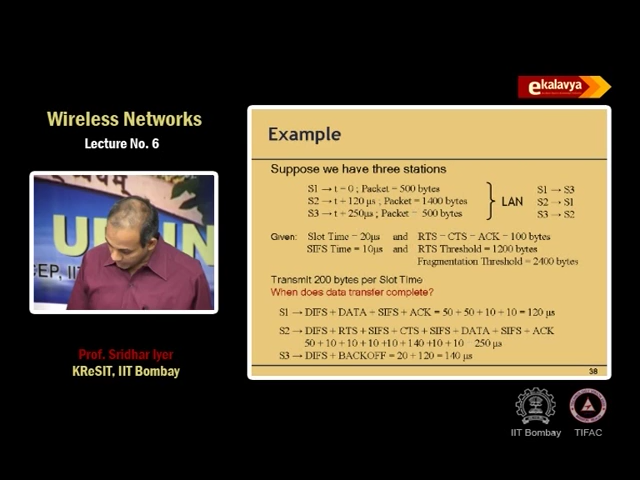 ekalavya
Wireless Networks
Lecture No. 6
Example
Suppose we have three stations
S1 → t = 0 ; Packet = 500 bytes
S2 → t + 120 μs ; Packet = 1400 bytes
S3 → t + 250μs ; Packet = 500 bytes
LAN
S1 → S3
S2 → S1
S3 → S2
Given: Slot Time = 20μs and RTS = CTS = ACK = 100 bytes
SIFS Time = 10μs and RTS Threshold = 1200 bytes
Fragmentation Threshold = 2400 bytes
Transmit 200 bytes per Slot Time
When does data transfer complete?
S1 → DIFS + DATA + SIFS + ACK = 50 + 50 + 10 + 10 = 120 μs
S2 → DIFS + RTS + SIFS + CTS + SIFS + DATA + SIFS + ACK
50 + 10 + 10 + 10 +10 + 140 +10 + 10 = 250 μs
S3 → DIFS + BACKOFF = 20 + 120 = 140 μs
38
Prof. Sridhar Iyer
KReSIT, IIT Bombay
IIT Bombay
TIFAC